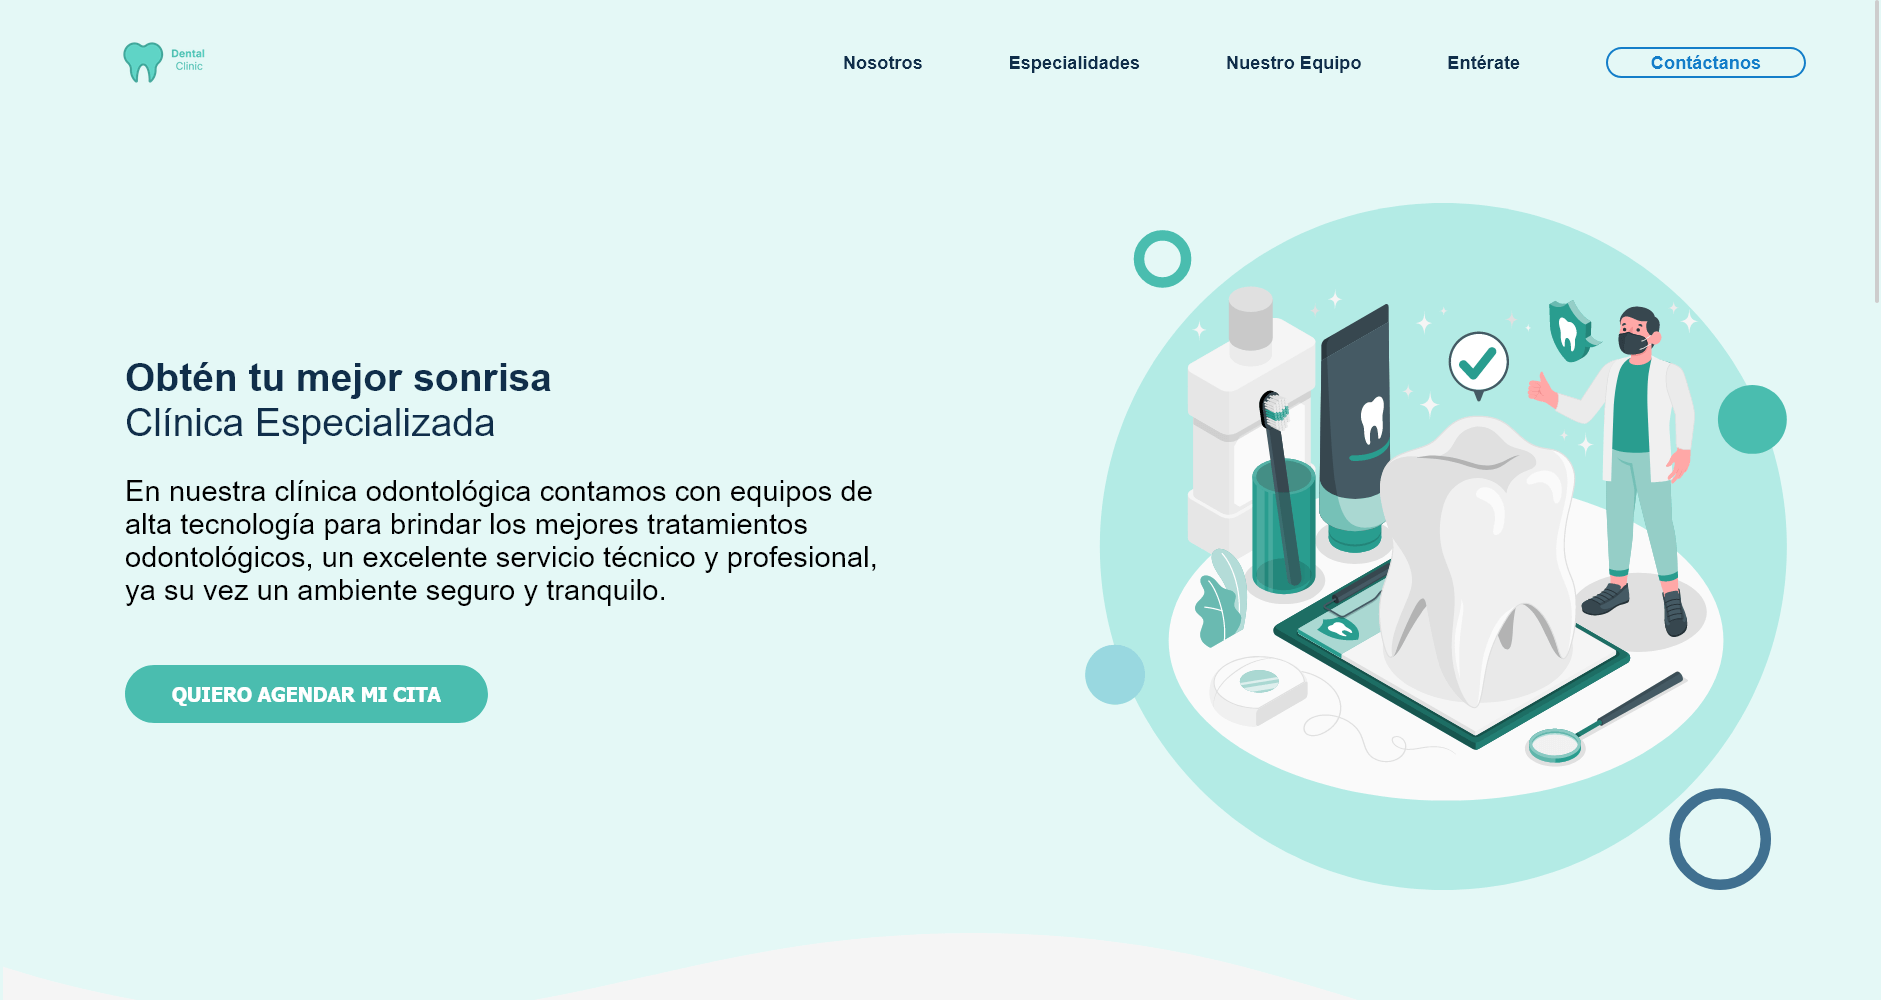 Dental
Clinic
Nosotros
Especialidades
Nuestro Equipo
Entérate
Contáctanos
Obtén tu mejor sonrisa
Clínica Especializada
En nuestra clínica odontológica contamos con equipos de
alta tecnología para brindar los mejores tratamientos
odontológicos, un excelente servicio técnico y profesional,
ya su vez un ambiente seguro y tranquilo.
QUIERO AGENDAR MI CITA